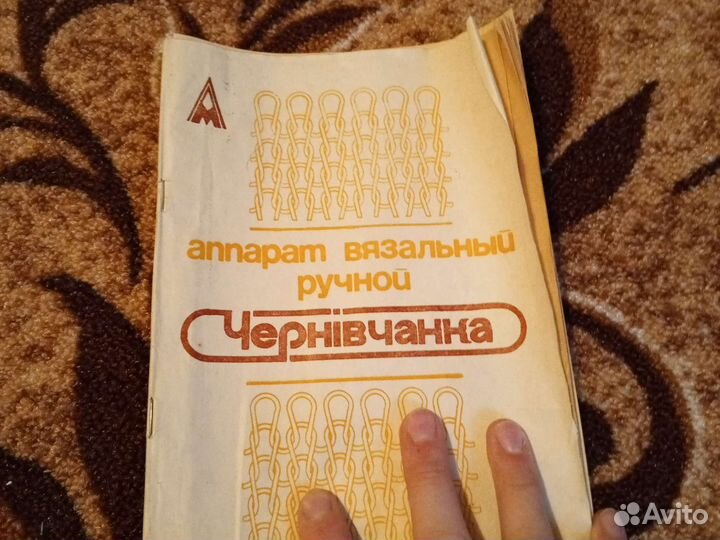 аппарат вязальный
ручной
Чернівчанка
Avito